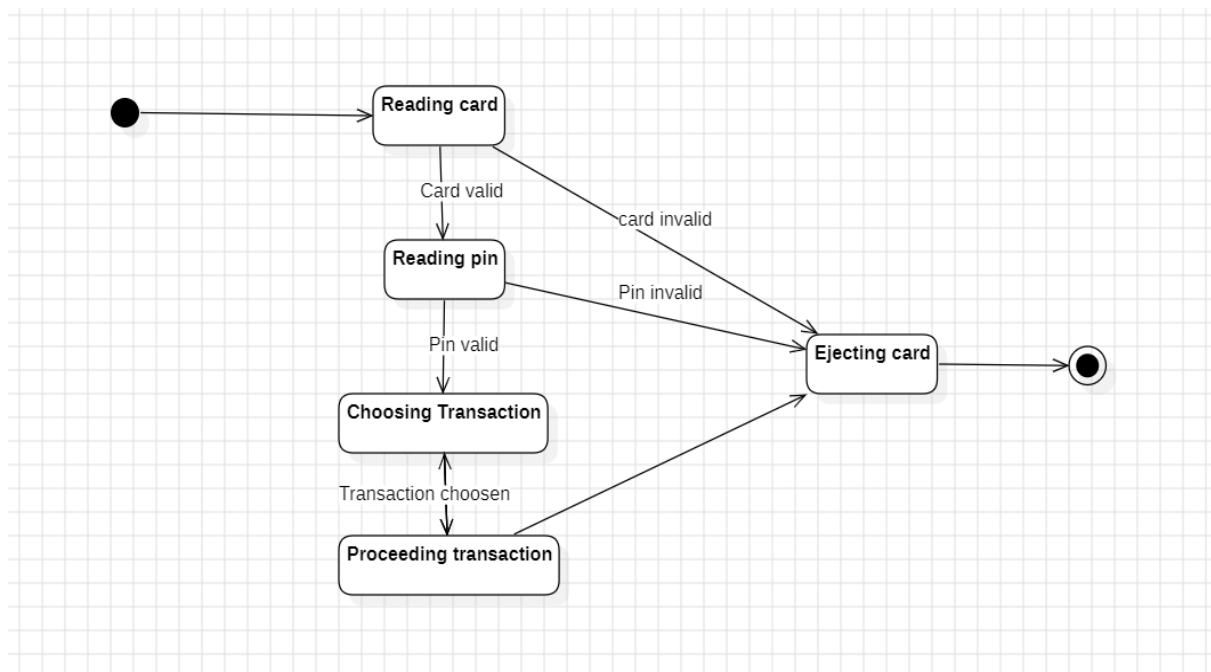 Reading card
Card valid
card invalid
Reading pin
Pin invalid
Pin valid
Ejecting card
Choosing Transaction
Transaction choosen
Proceeding transaction